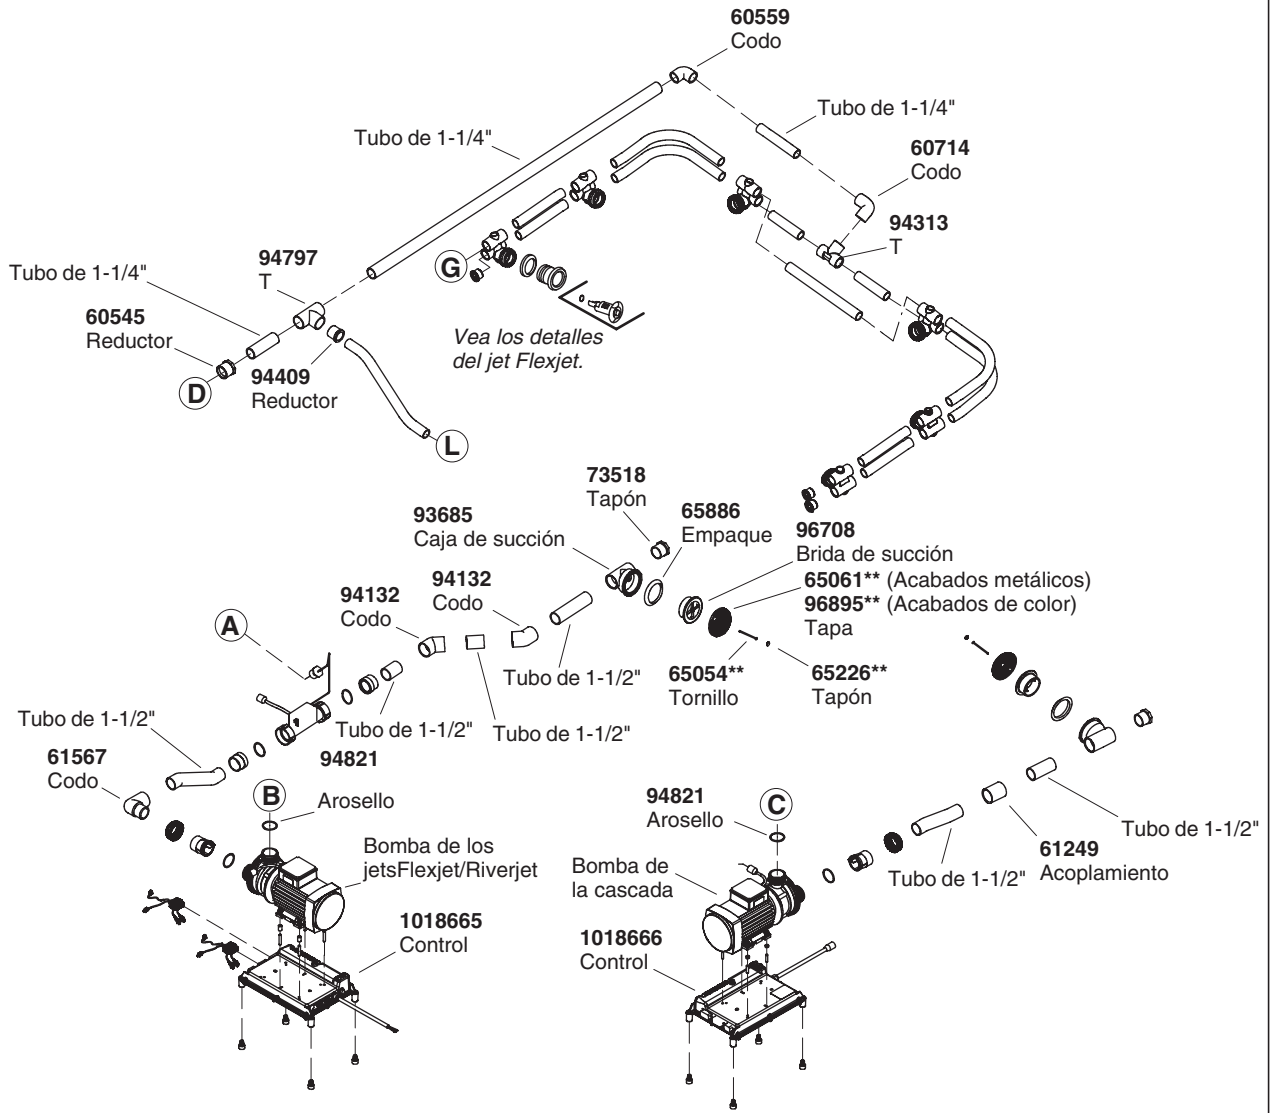 60559
Codo
Tubo de 1-1/4"
Tubo de 1-1/4"
60714
Codo
94313
T
94797
T
G
Tubo de 1-1/4"
60545
Reductor
Vea los detalles
del jet Flexjet.
94409
Reductor
D
L
73518
Tapón
65886
Empaque
93685
Caja de succión
96708
Brida de succión
65061** (Acabados metálicos)
96895** (Acabados de color)
Tapa
94132
Codo
94132
Codo
A
65054**
Tornillo
65226**
Tapón
Tubo de 1-1/2"
Tubo de 1-1/2"
Tubo de 1-1/2"
Tubo de 1-1/2"
61567
Codo
94821
B
Arosello
94821
Arosello
C
Bomba de los
jetsFlexjet/Riverjet
Bomba de
la cascada
Tubo de 1-1/2"
61249
Acoplamiento
Tubo de 1-1/2"
1018665
Control
1018666
Control